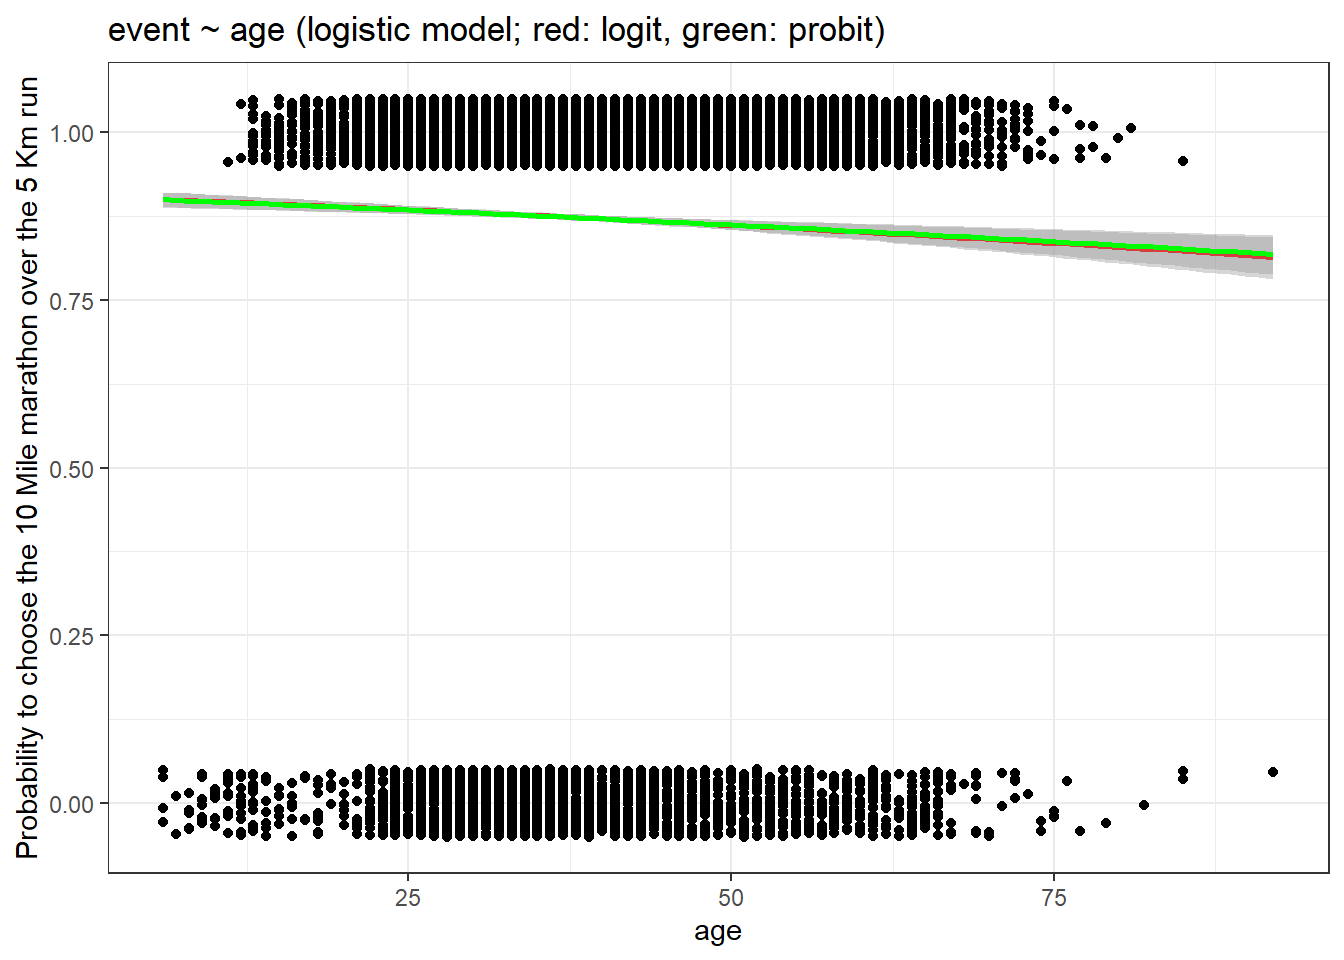 event ~ age (logistic model; red: logit, green: probit)
Probability to choose the 10 Mile marathon over the 5 Km run
1.00
0.75
0.50
0.25
0.00
25 50 75
age